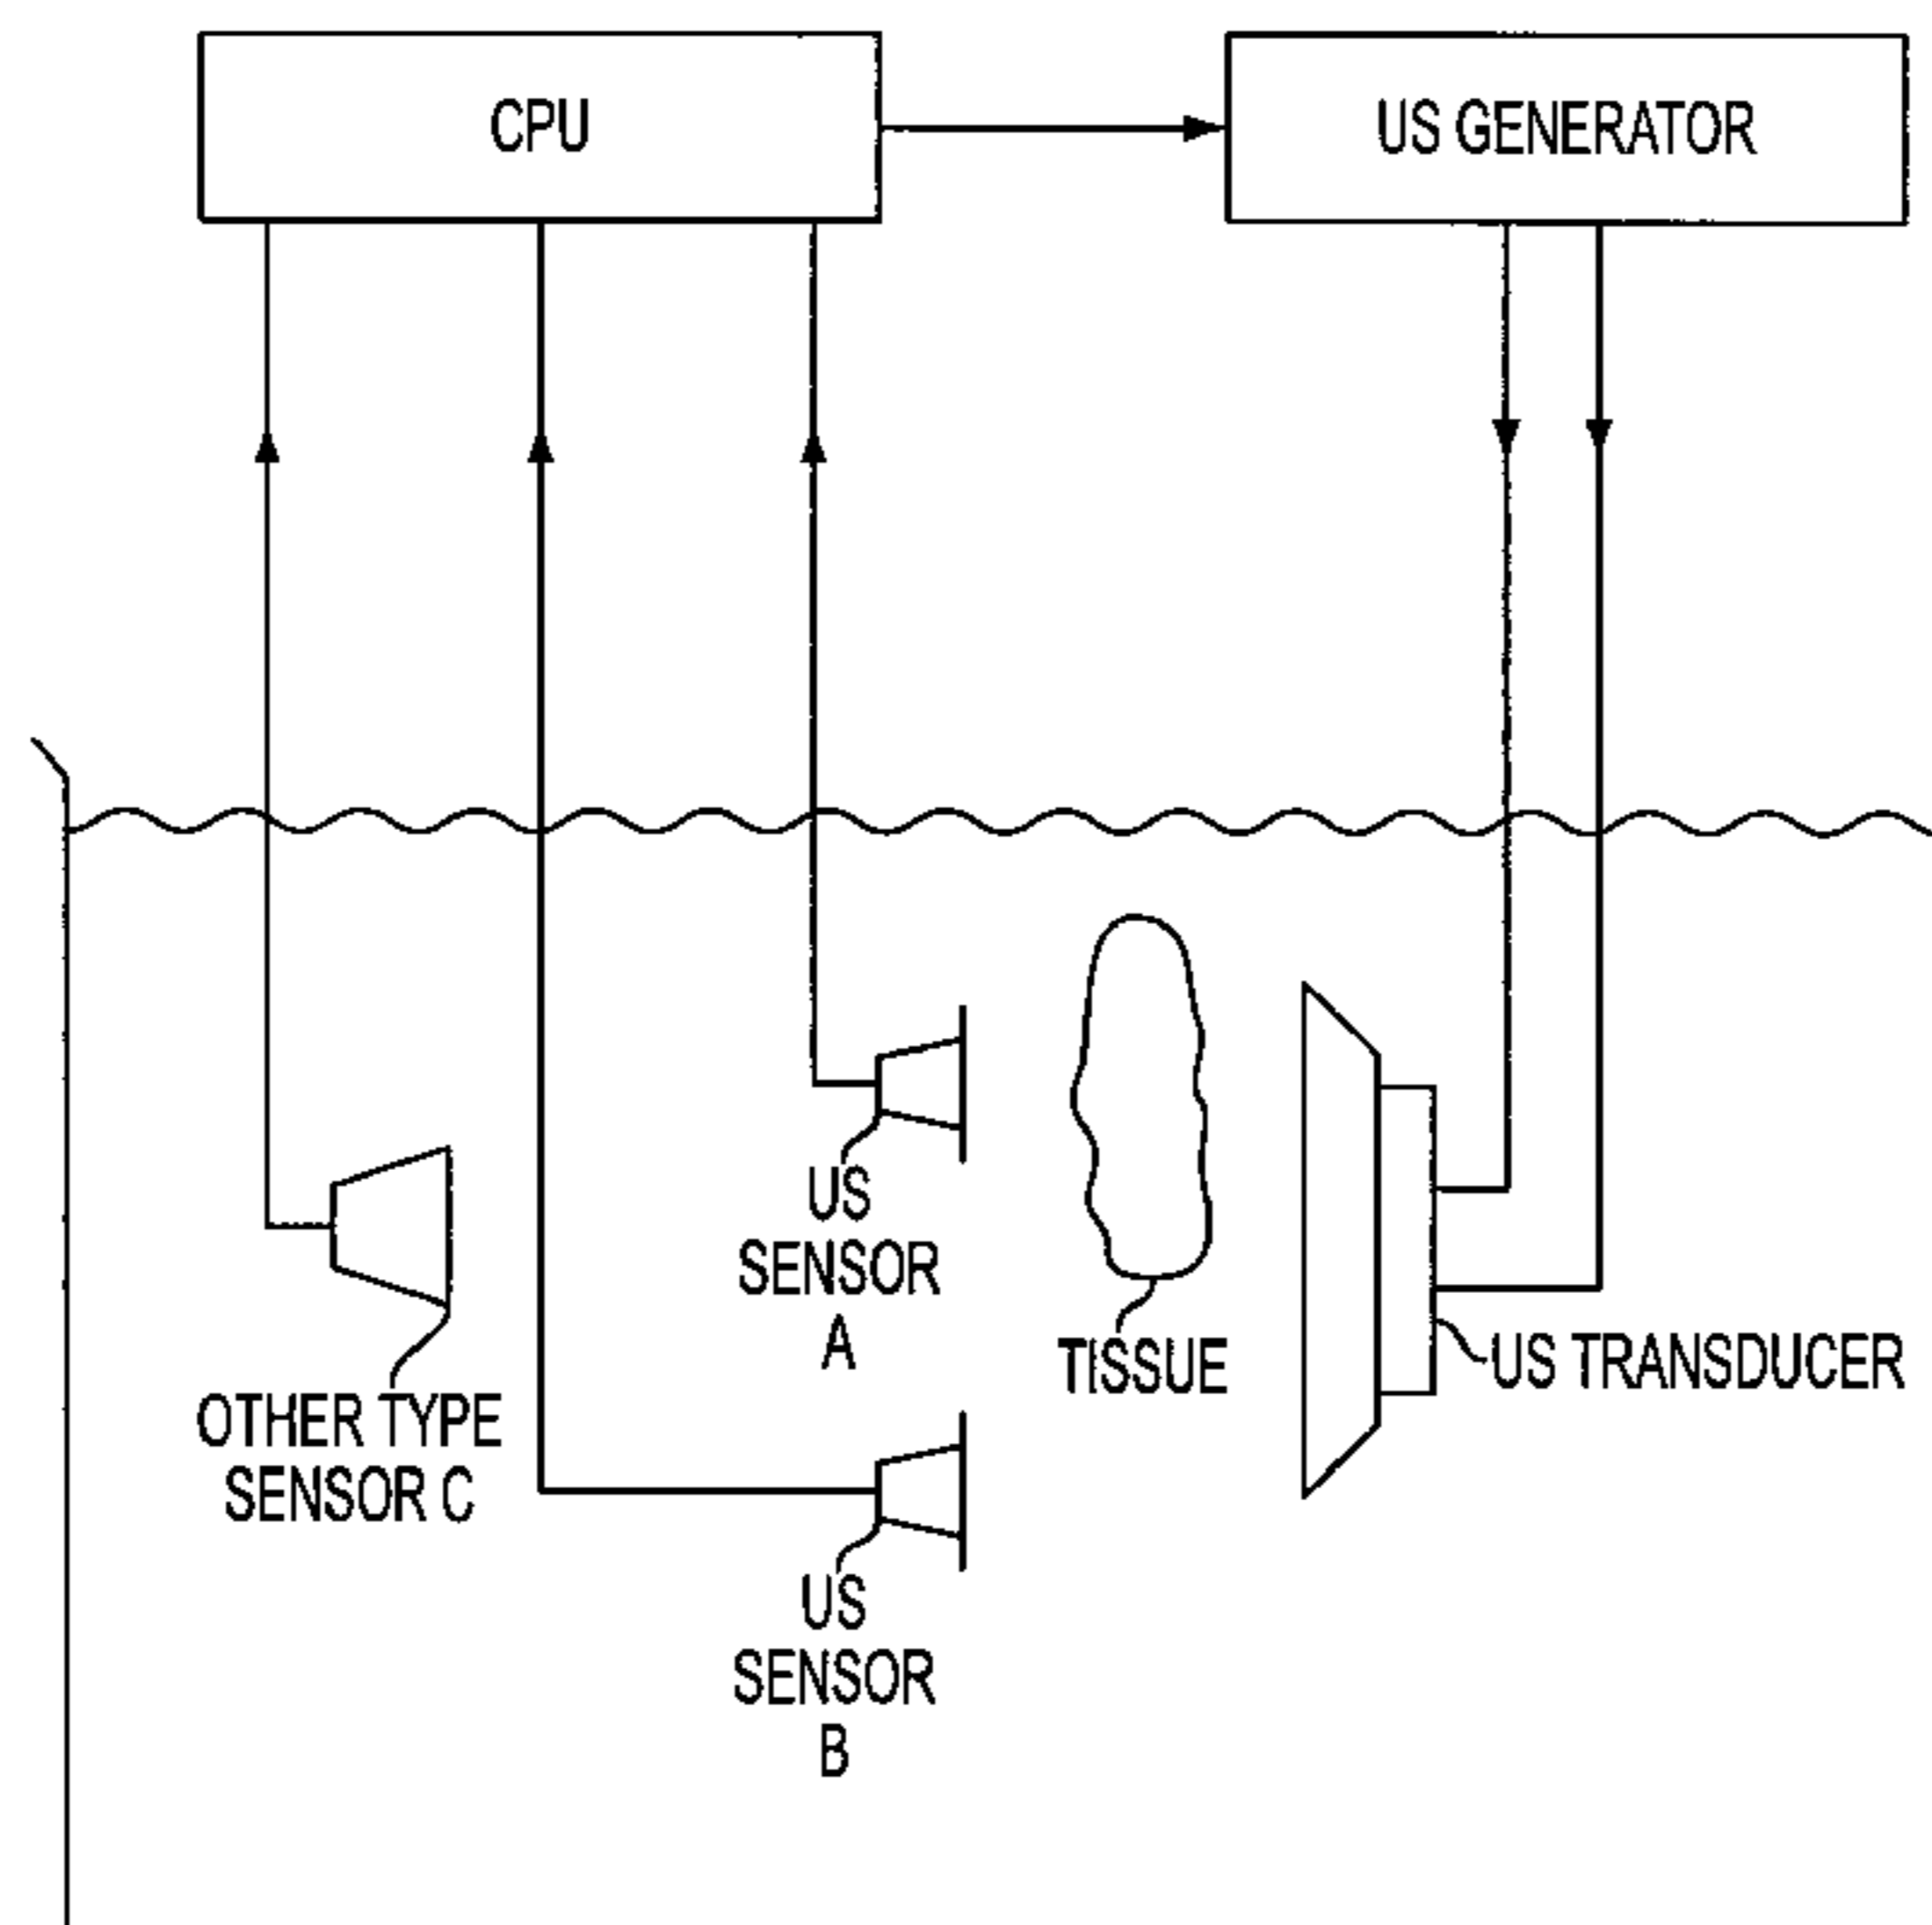 CPU
US GENERATOR
US
SENSOR
A
TISSUE
US TRANSDUCER
OTHER TYPE
SENSOR C
US
SENSOR
B